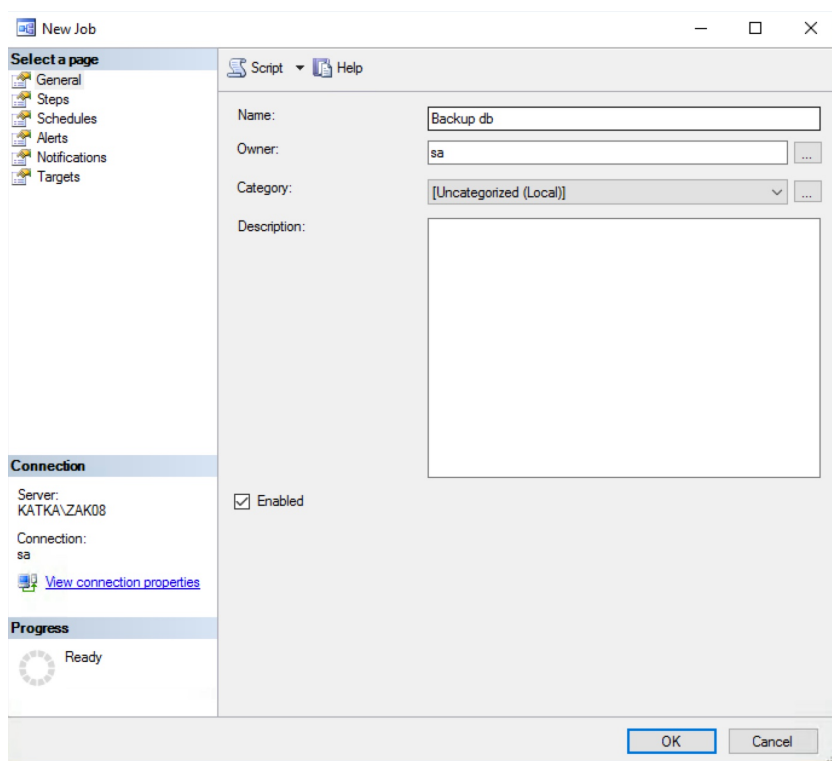 New Job
Select a page
General
Steps
Schedules
Alerts
Notifications
Targets
Script
Help
Name:
Backup db
Owner:
sa
...
Category:
[Uncategorized (Local)]
...
Description:
Enabled
Connection
Server:
KATKA\ZAK08
Connection:
sa
View connection properties
Progress
Ready
OK
Cancel